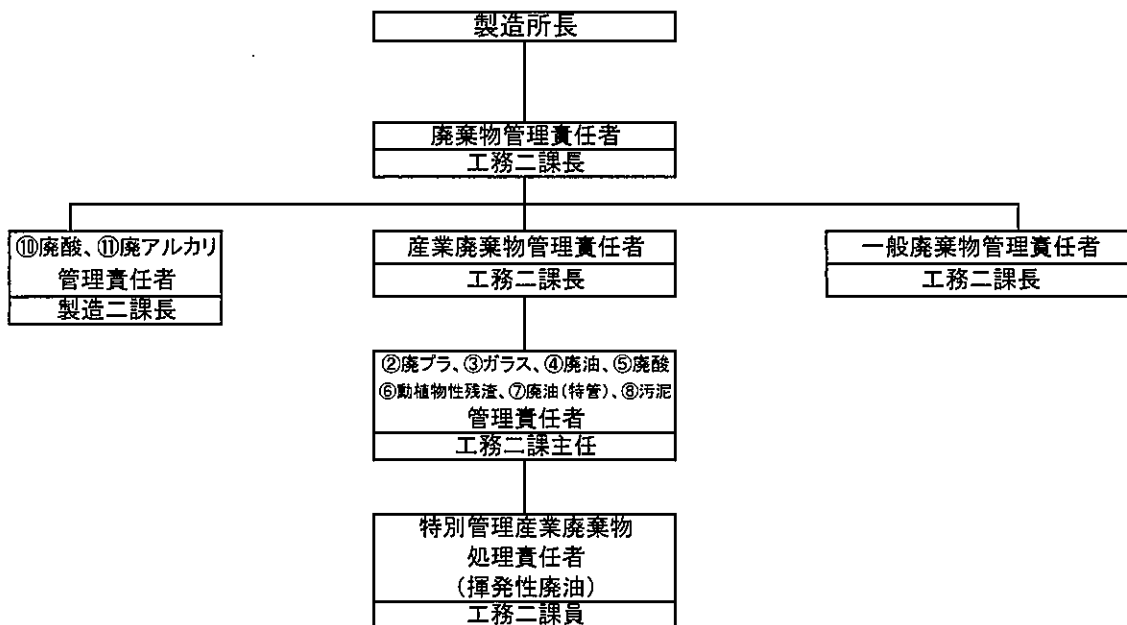 製造所長
廃棄物管理責任者
工務二課長
⑩廃酸、⑪廃アルカリ
管理責任者
製造二課長
産業廃棄物管理責任者
工務二課長
一般廃棄物管理責任者
工務二課長
②廃プラ、③ガラス、④廃油、⑤廃酸
⑥動植物性残渣、⑦廃油(特管)、⑧汚泥
管理責任者
工務二課主任
特別管理産業廃棄物
処理責任者
(揮発性廃油)
工務二課員